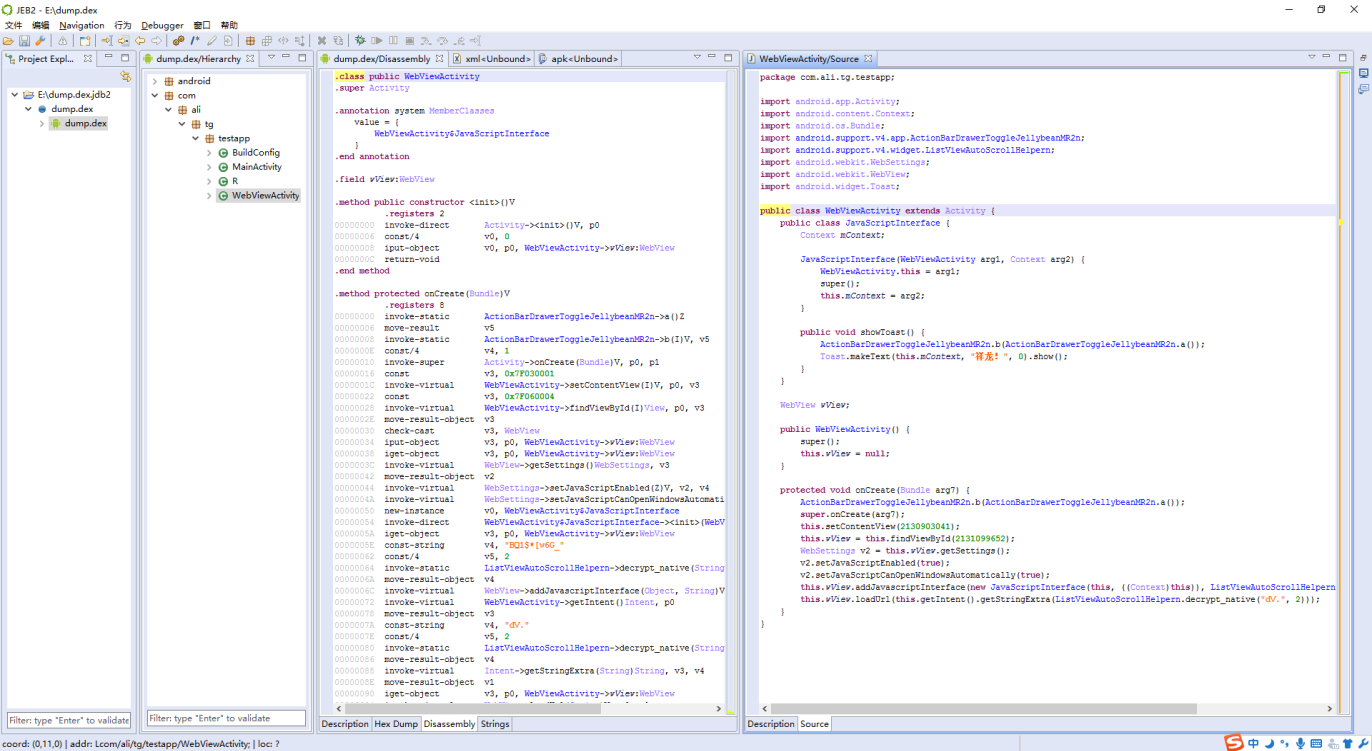 JEB2 - E:\dump.dex
文件 编辑 Navigation 行为 Debugger 窗口 帮助
Project Expl...
E:\dump.dex.jdb2
dump.dex
dump.dex
Filter: type "Enter" to validate
dump.dex/Hierarchy
android
com
ali
tg
testapp
BuildConfig
MainActivity
R
WebViewActivity
Filter: type "Enter" to validate
dump.dex/Disassembly xml<Unbound> apk<Unbound>
.class public WebViewActivity
.super Activity
.annotation system MemberClasses
value = {
WebViewActivity$JavaScriptInterface
}
.end annotation
.field wView:WebView
.method public constructor <init>()V
.registers 2
00000000 invoke-direct Activity-><init>()V, p0
00000006 const/4 v0, 0
00000008 iput-object v0, p0, WebViewActivity->wView:WebView
0000000C return-void
.end method
.method protected onCreate(Bundle)V
.registers 8
00000000 invoke-static ActionBarDrawerToggleJellybeanMR2n->a()Z
00000006 move-result v5
00000008 invoke-static ActionBarDrawerToggleJellybeanMR2n->b(I)V, v5
0000000E const/4 v4, 1
00000010 invoke-super Activity->onCreate(Bundle)V, p0, p1
00000016 const v3, 0x7F030001
0000001C invoke-virtual WebViewActivity->setContentView(I)V, p0, v3
00000022 const v3, 0x7F060004
00000028 invoke-virtual WebViewActivity->findViewById(I)View, p0, v3
0000002E move-result-object v3
00000030 check-cast v3, WebView
00000034 iput-object v3, p0, WebViewActivity->wView:WebView
00000038 iget-object v3, p0, WebViewActivity->wView:WebView
0000003C invoke-virtual WebView->getSettings()WebSettings, v3
00000042 move-result-object v2
00000044 invoke-virtual WebSettings->setJavaScriptEnabled(Z)V, v2, v4
0000004A invoke-virtual WebSettings->setJavaScriptCanOpenWindowsAutomati
00000050 new-instance v0, WebViewActivity$JavaScriptInterface
00000054 invoke-direct WebViewActivity$JavaScriptInterface-><init>(WebV
0000005A iget-object v3, p0, WebViewActivity->wView:WebView
0000005E const-string v4, "BQ1$*[w6G_"
00000062 const/4 v5, 2
00000064 invoke-static ListViewAutoScrollHelpern->decrypt_native(String
0000006A move-result-object v4
0000006C invoke-virtual WebView->addJavascriptInterface(Object, String)V
00000072 invoke-virtual WebViewActivity->getIntent()Intent, p0
00000078 move-result-object v3
0000007A const-string v4, "dV."
0000007E const/4 v5, 2
00000080 invoke-static ListViewAutoScrollHelpern->decrypt_native(String
00000086 move-result-object v4
00000088 invoke-virtual Intent->getStringExtra(String)String, v3, v4
0000008E move-result-object v1
00000090 iget-object v3, p0, WebViewActivity->wView:WebView
Description Hex Dump Disassembly Strings
WebViewActivity/Source
package com.ali.tg.testapp;
import android.app.Activity;
import android.content.Context;
import android.os.Bundle;
import android.support.v4.app.ActionBarDrawerToggleJellybeanMR2n;
import android.support.v4.widget.ListViewAutoScrollHelpern;
import android.webkit.WebSettings;
import android.webkit.WebView;
import android.widget.Toast;
public class WebViewActivity extends Activity {
public class JavaScriptInterface {
Context mContext;
JavaScriptInterface(WebViewActivity arg1, Context arg2) {
WebViewActivity.this = arg1;
super();
this.mContext = arg2;
}
public void showToast() {
ActionBarDrawerToggleJellybeanMR2n.b(ActionBarDrawerToggleJellybeanMR2n.a());
Toast.makeText(this.mContext, "祥龙! ", 0).show();
}
}
WebView wView;
public WebViewActivity() {
super();
this.wView = null;
}
protected void onCreate(Bundle arg7) {
ActionBarDrawerToggleJellybeanMR2n.b(ActionBarDrawerToggleJellybeanMR2n.a());
super.onCreate(arg7);
this.setContentView(2130903041);
this.wView = this.findViewById(2131099652);
WebSettings v2 = this.wView.getSettings();
v2.setJavaScriptEnabled(true);
v2.setJavaScriptCanOpenWindowsAutomatically(true);
this.wView.addJavascriptInterface(new JavaScriptInterface(this, ((Context)this)), ListViewAutoScrollHelpern
this.wView.loadUrl(this.getIntent().getStringExtra(ListViewAutoScrollHelpern.decrypt_native("dV.", 2)));
}
}
Description Source
coord: (0,11,0) | addr: Lcom/ali/tg/testapp/WebViewActivity; | loc: ?
中